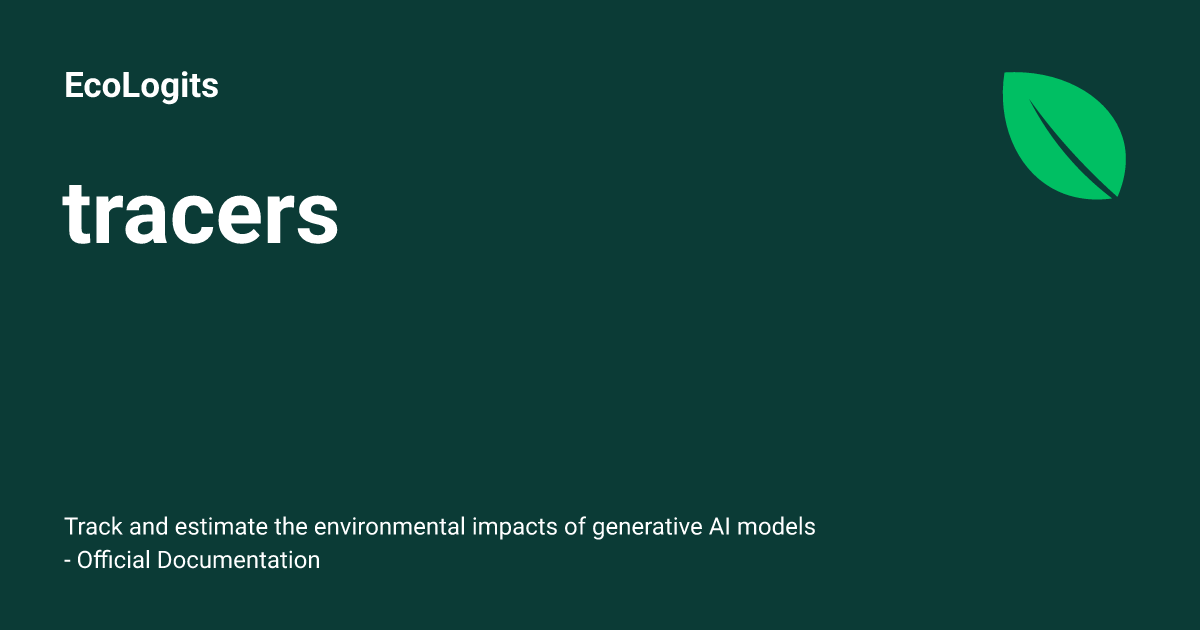 EcoLogits
tracers
Track and estimate the environmental impacts of generative AI models
- Official Documentation